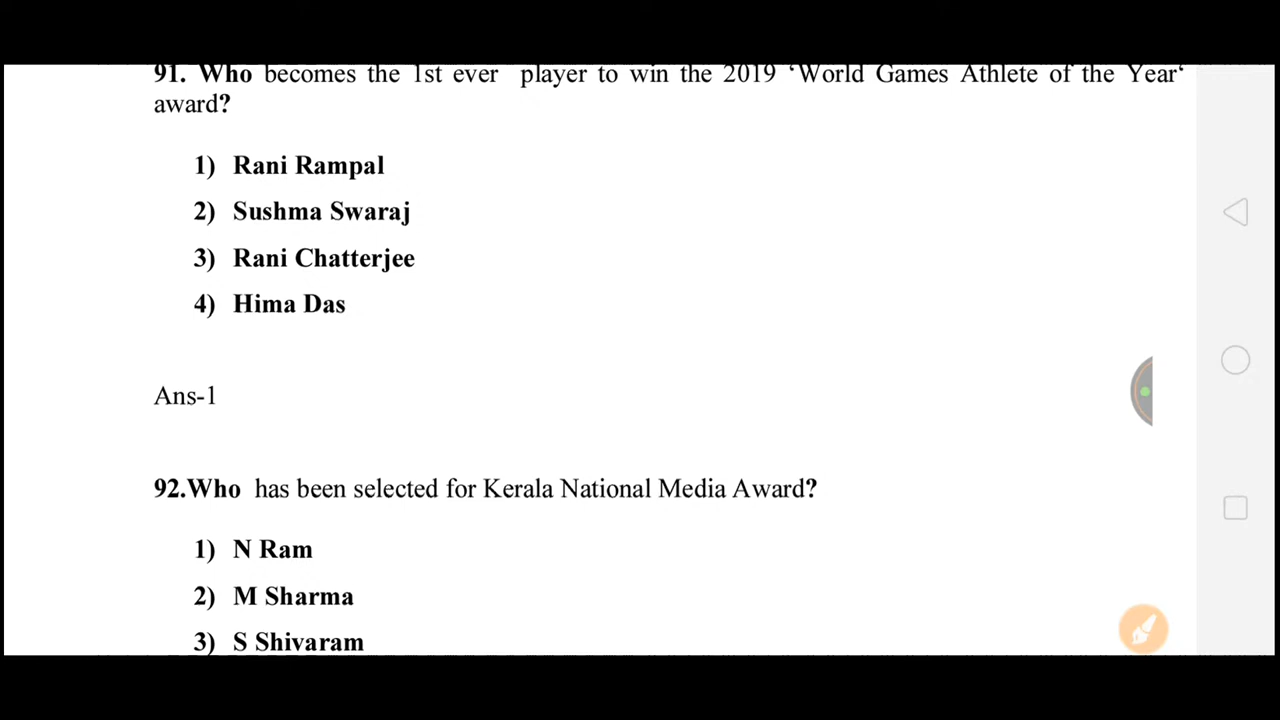 91. Who becomes the 1st ever player to win the 2019 ‘World Games Athlete of the Year‘
award?
1) Rani Rampal
2) Sushma Swaraj
3) Rani Chatterjee
4) Hima Das
Ans-1
92.Who has been selected for Kerala National Media Award?
1) N Ram
2) M Sharma
3) S Shivaram